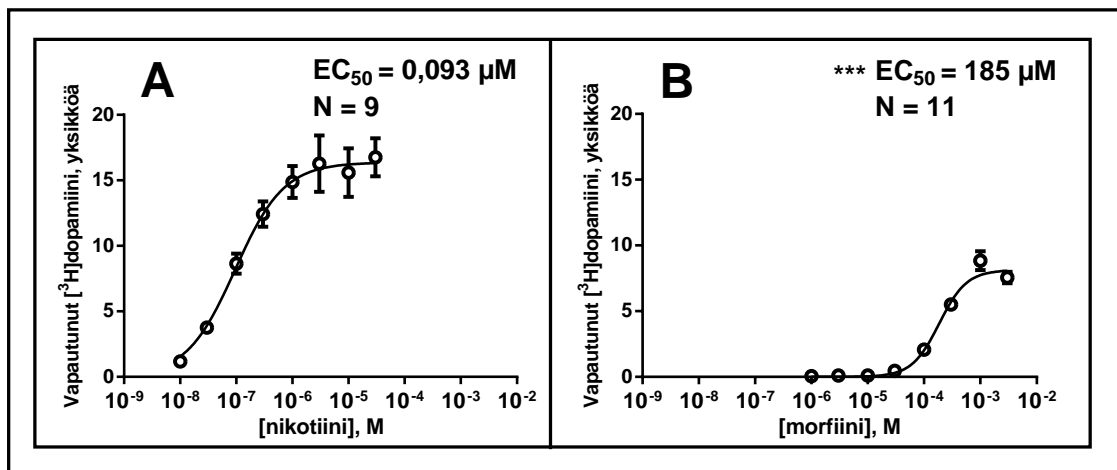 A
EC₅₀ = 0,093 µM
N = 9
Vapautunut [³H]dopamiini, yksikköä
20
15
10
5
0
10⁻⁹ 10⁻⁸ 10⁻⁷ 10⁻⁶ 10⁻⁵ 10⁻⁴ 10⁻³ 10⁻²
[nikotiini], M
B
*** EC₅₀ = 185 µM
N = 11
Vapautunut [³H]dopamiini, yksikköä
20
15
10
5
0
10⁻⁹ 10⁻⁸ 10⁻⁷ 10⁻⁶ 10⁻⁵ 10⁻⁴ 10⁻³ 10⁻²
[morfiini], M